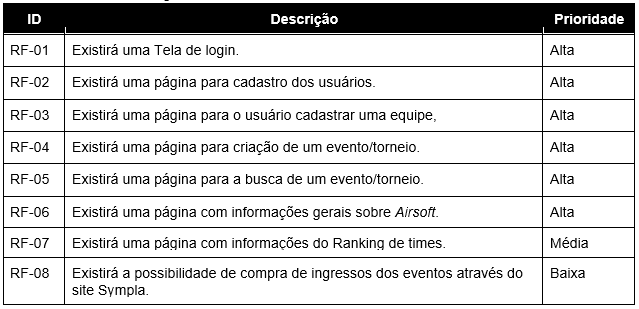 ID Descrição Prioridade
RF-01 Existirá uma Tela de login. Alta
RF-02 Existirá uma página para cadastro dos usuários. Alta
RF-03 Existirá uma página para o usuário cadastrar uma equipe, Alta
RF-04 Existirá uma página para criação de um evento/torneio. Alta
RF-05 Existirá uma página para a busca de um evento/torneio. Alta
RF-06 Existirá uma página com informações gerais sobre Airsoft. Alta
RF-07 Existirá uma página com informações do Ranking de times. Média
RF-08 Existirá a possibilidade de compra de ingressos dos eventos através do Baixa
site Sympla.